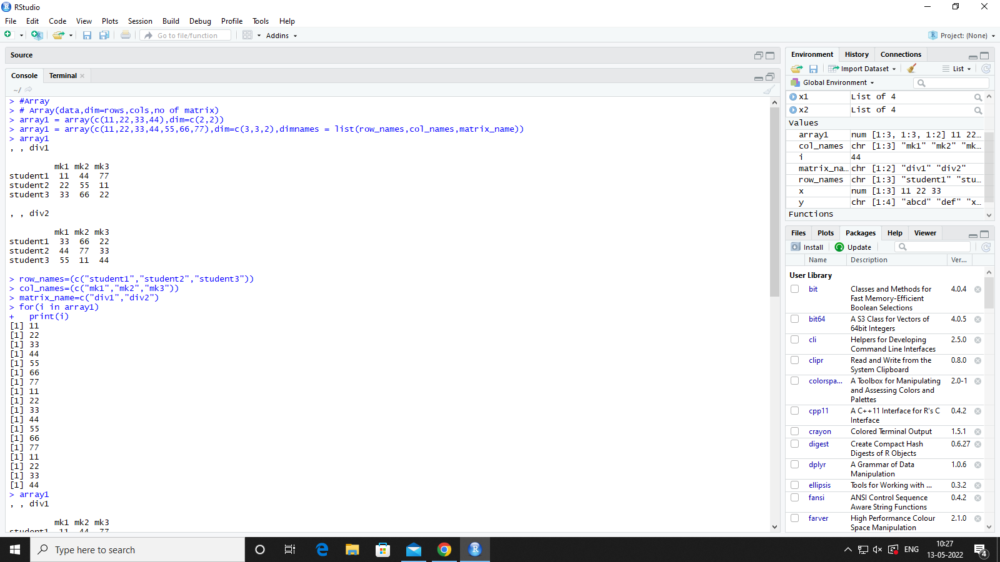 RStudio
File Edit Code View Plots Session Build Debug Profile Tools Help
Go to file/function Addins Project: (None)
Source
Console Terminal
~/
> #Array
> # Array(data,dim=rows,cols,no of matrix)
> array1 = array(c(11,22,33,44),dim=c(2,2))
> array1 = array(c(11,22,33,44,55,66,77),dim=c(3,3,2),dimnames = list(row_names,col_names,matrix_name))
> array1
, , div1
mk1 mk2 mk3
student1 11 44 77
student2 22 55 11
student3 33 66 22
, , div2
mk1 mk2 mk3
student1 33 66 22
student2 44 77 33
student3 55 11 44
> row_names=(c("student1","student2","student3"))
> col_names=(c("mk1","mk2","mk3"))
> matrix_name=c("div1","div2")
> for(i in array1)
+ print(i)
[1] 11
[1] 22
[1] 33
[1] 44
[1] 55
[1] 66
[1] 77
[1] 11
[1] 22
[1] 33
[1] 44
[1] 55
[1] 66
[1] 77
[1] 11
[1] 22
[1] 33
[1] 44
> array1
, , div1
mk1 mk2 mk3
student1 11 44 77
Environment History Connections
Import Dataset List
Global Environment
x1 List of 4
x2 List of 4
Values
array1 num [1:3, 1:3, 1:2] 11 22…
col_names chr [1:3] "mk1" "mk2" "mk…
i 44
matrix_na… chr [1:2] "div1" "div2"
row_names chr [1:3] "student1" "stu…
x num [1:3] 11 22 33
y chr [1:4] "abcd" "def" "x…
Functions
Files Plots Packages Help Viewer
Install Update
Name Description Ver...
User Library
bit Classes and Methods for 4.0.4
Fast Memory-Efficient
Boolean Selections
bit64 A S3 Class for Vectors of 4.0.5
64bit Integers
cli Helpers for Developing 2.5.0
Command Line Interfaces
clipr Read and Write from the 0.8.0
System Clipboard
colorspa... A Toolbox for Manipulating 2.0-1
and Assessing Colors and
Palettes
cpp11 A C++11 Interface for R's C 0.4.2
Interface
crayon Colored Terminal Output 1.5.1
digest Create Compact Hash 0.6.27
Digests of R Objects
dplyr A Grammar of Data 1.0.6
Manipulation
ellipsis Tools for Working with ... 0.3.2
fansi ANSI Control Sequence 0.4.2
Aware String Functions
farver High Performance Colour 2.1.0
Space Manipulation
Type here to search
ENG
10:27
13-05-2022
4